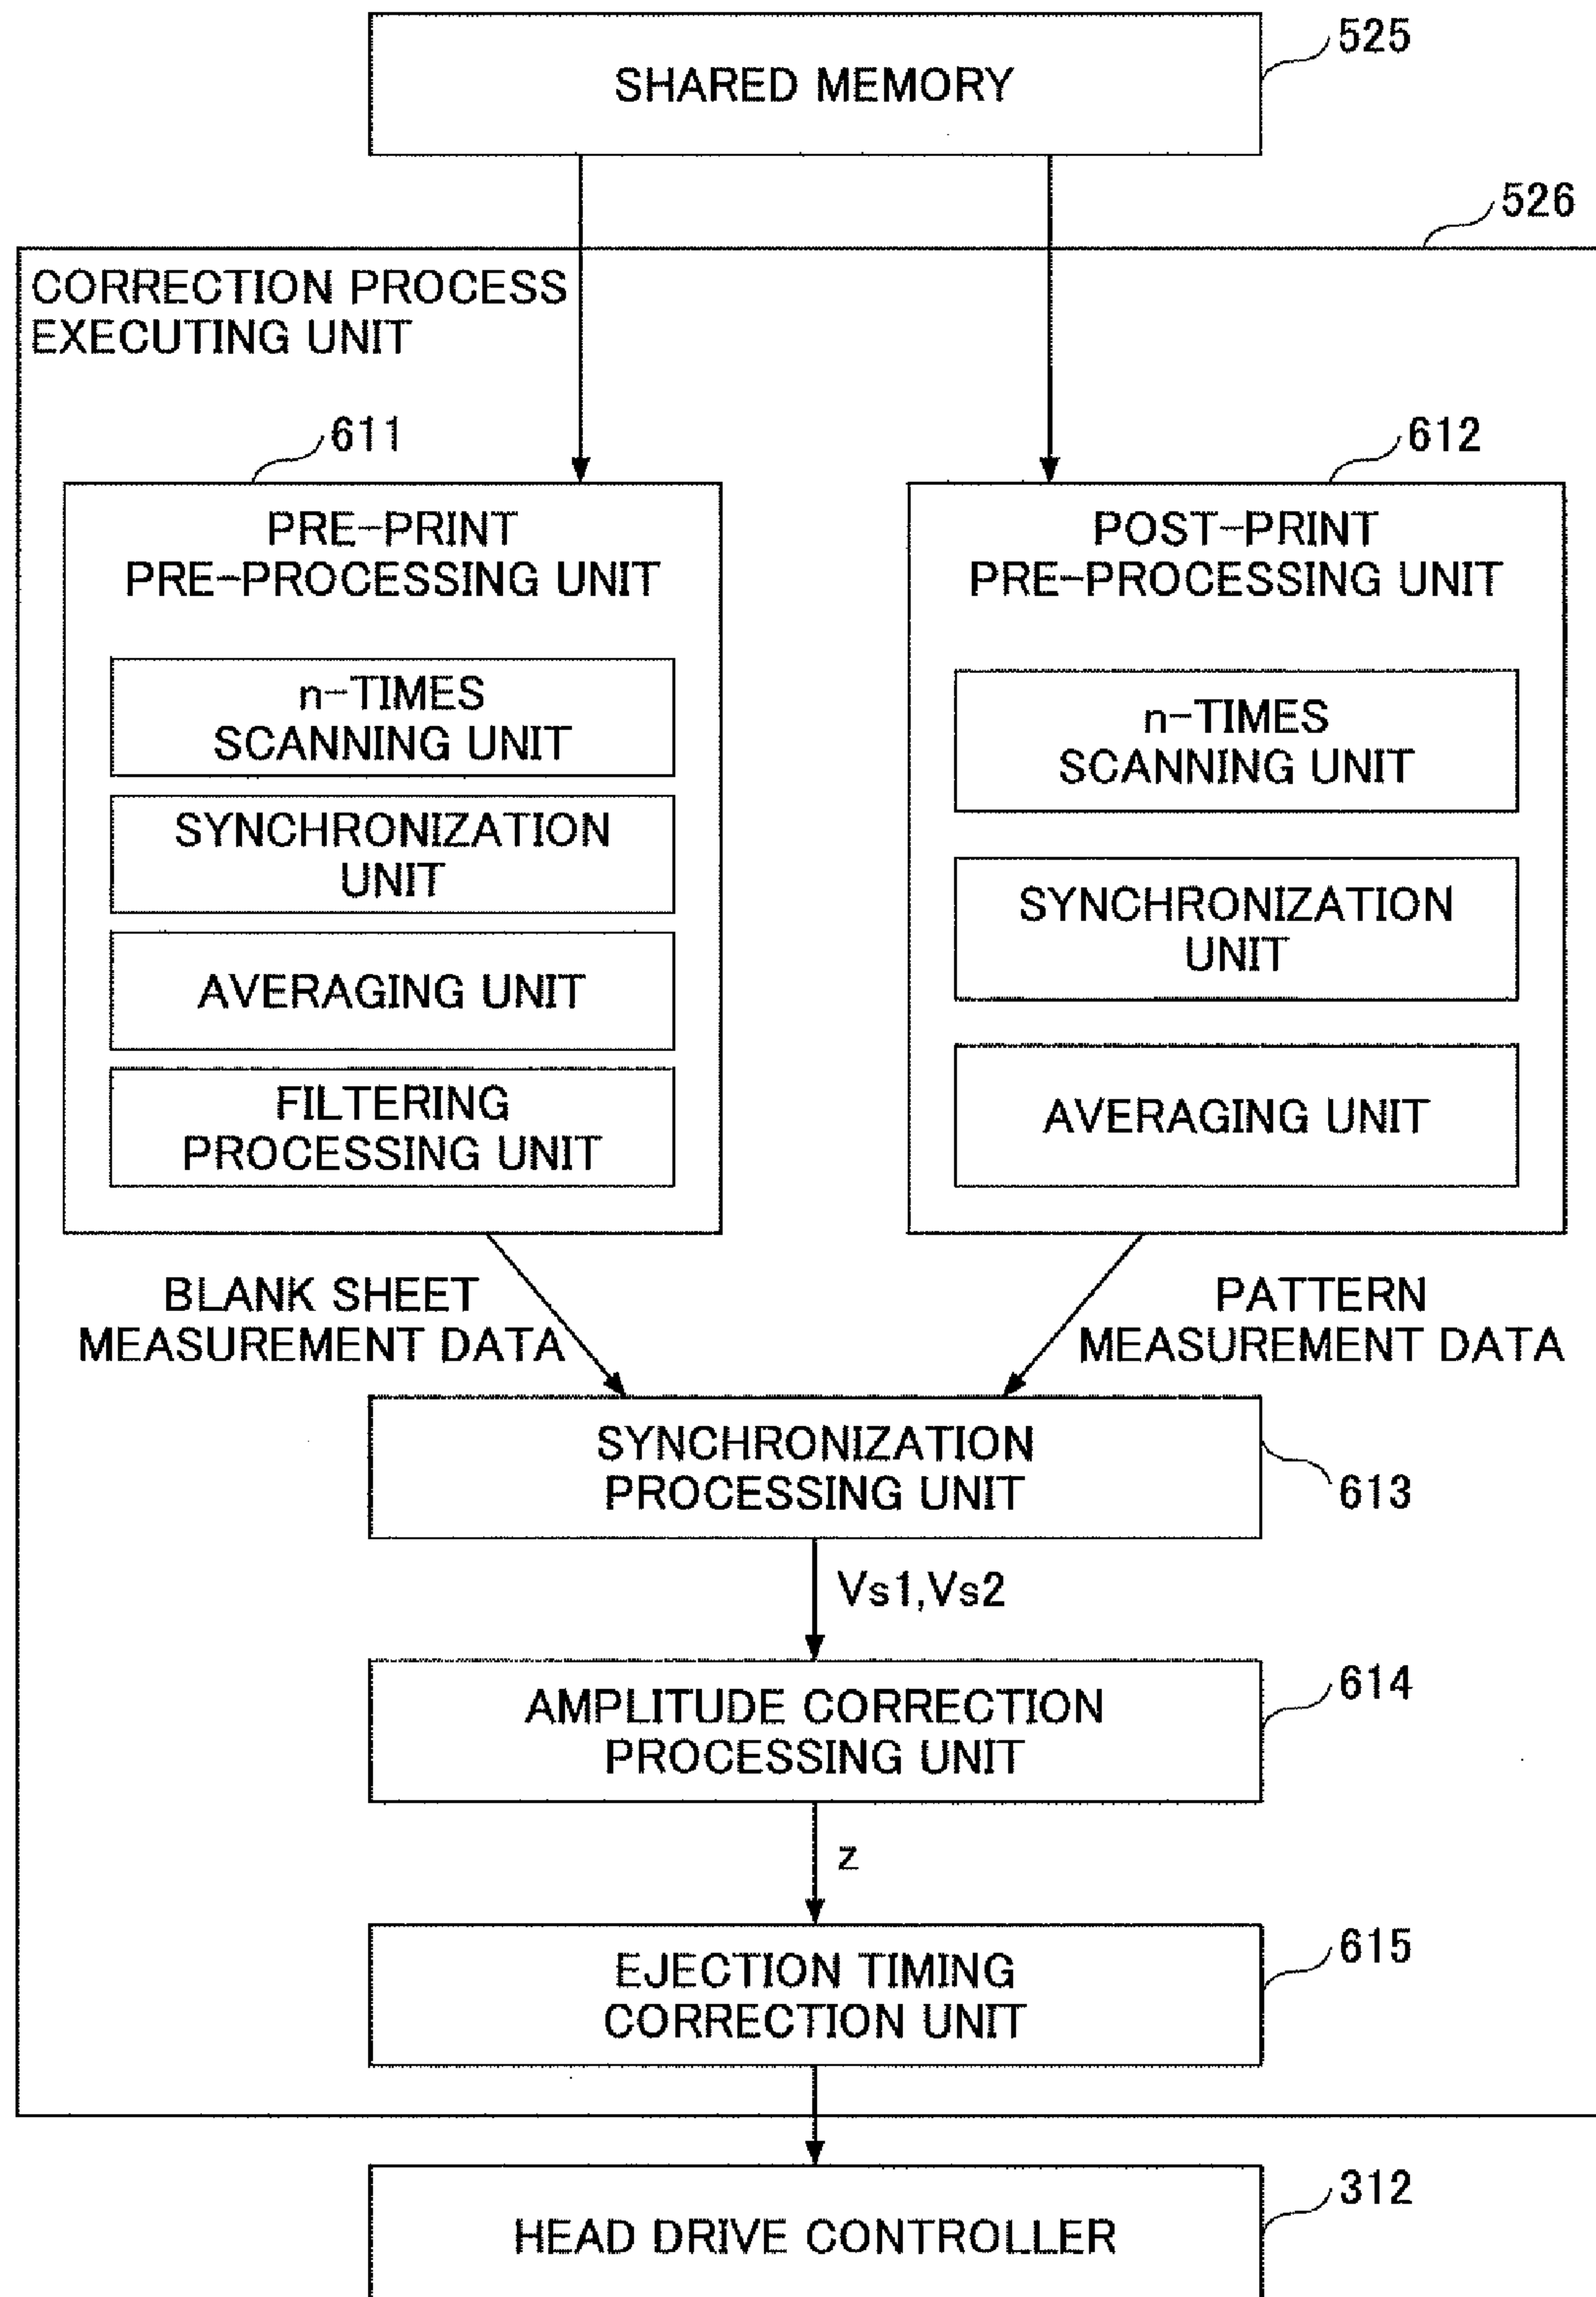 SHARED MEMORY
525
526
CORRECTION PROCESS
EXECUTING UNIT
611
612
PRE-PRINT
PRE-PROCESSING UNIT
n-TIMES
SCANNING UNIT
SYNCHRONIZATION
UNIT
AVERAGING UNIT
FILTERING
PROCESSING UNIT
POST-PRINT
PRE-PROCESSING UNIT
n-TIMES
SCANNING UNIT
SYNCHRONIZATION
UNIT
AVERAGING UNIT
BLANK SHEET
MEASUREMENT DATA
PATTERN
MEASUREMENT DATA
SYNCHRONIZATION
PROCESSING UNIT
613
Vs1,Vs2
AMPLITUDE CORRECTION
PROCESSING UNIT
614
z
EJECTION TIMING
CORRECTION UNIT
615
HEAD DRIVE CONTROLLER
312